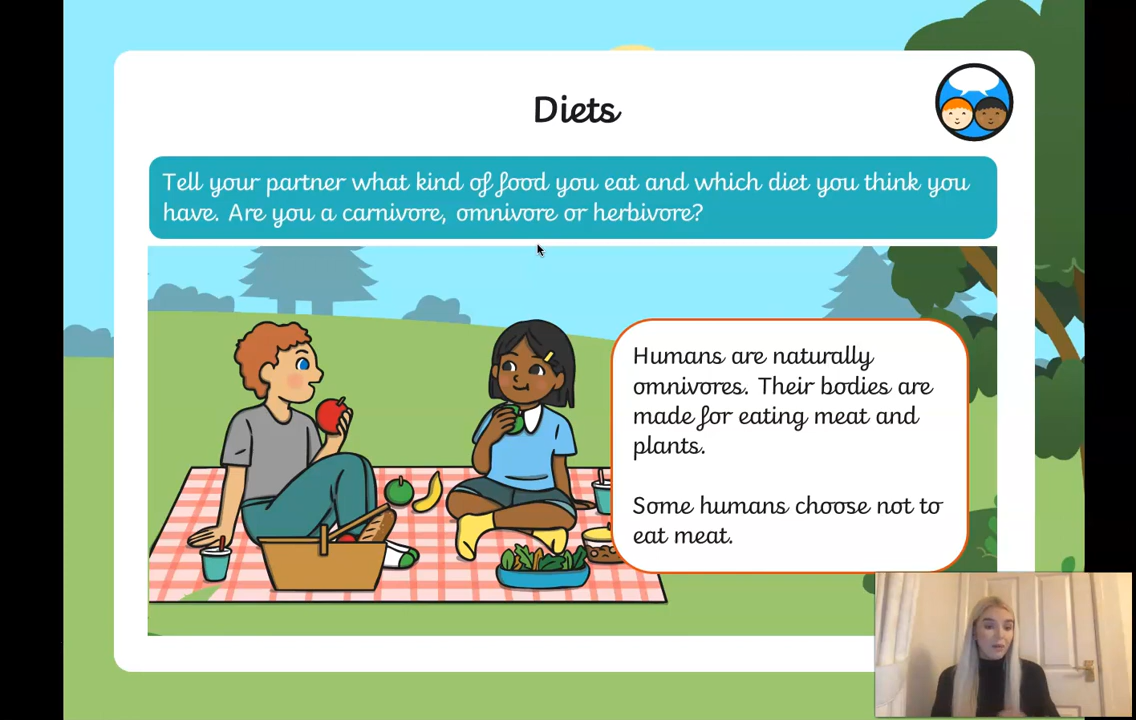 Diets
Tell your partner what kind of food you eat and which diet you think you
have. Are you a carnivore, omnivore or herbivore?
Humans are naturally
omnivores. Their bodies are
made for eating meat and
plants.
Some humans choose not to
eat meat.